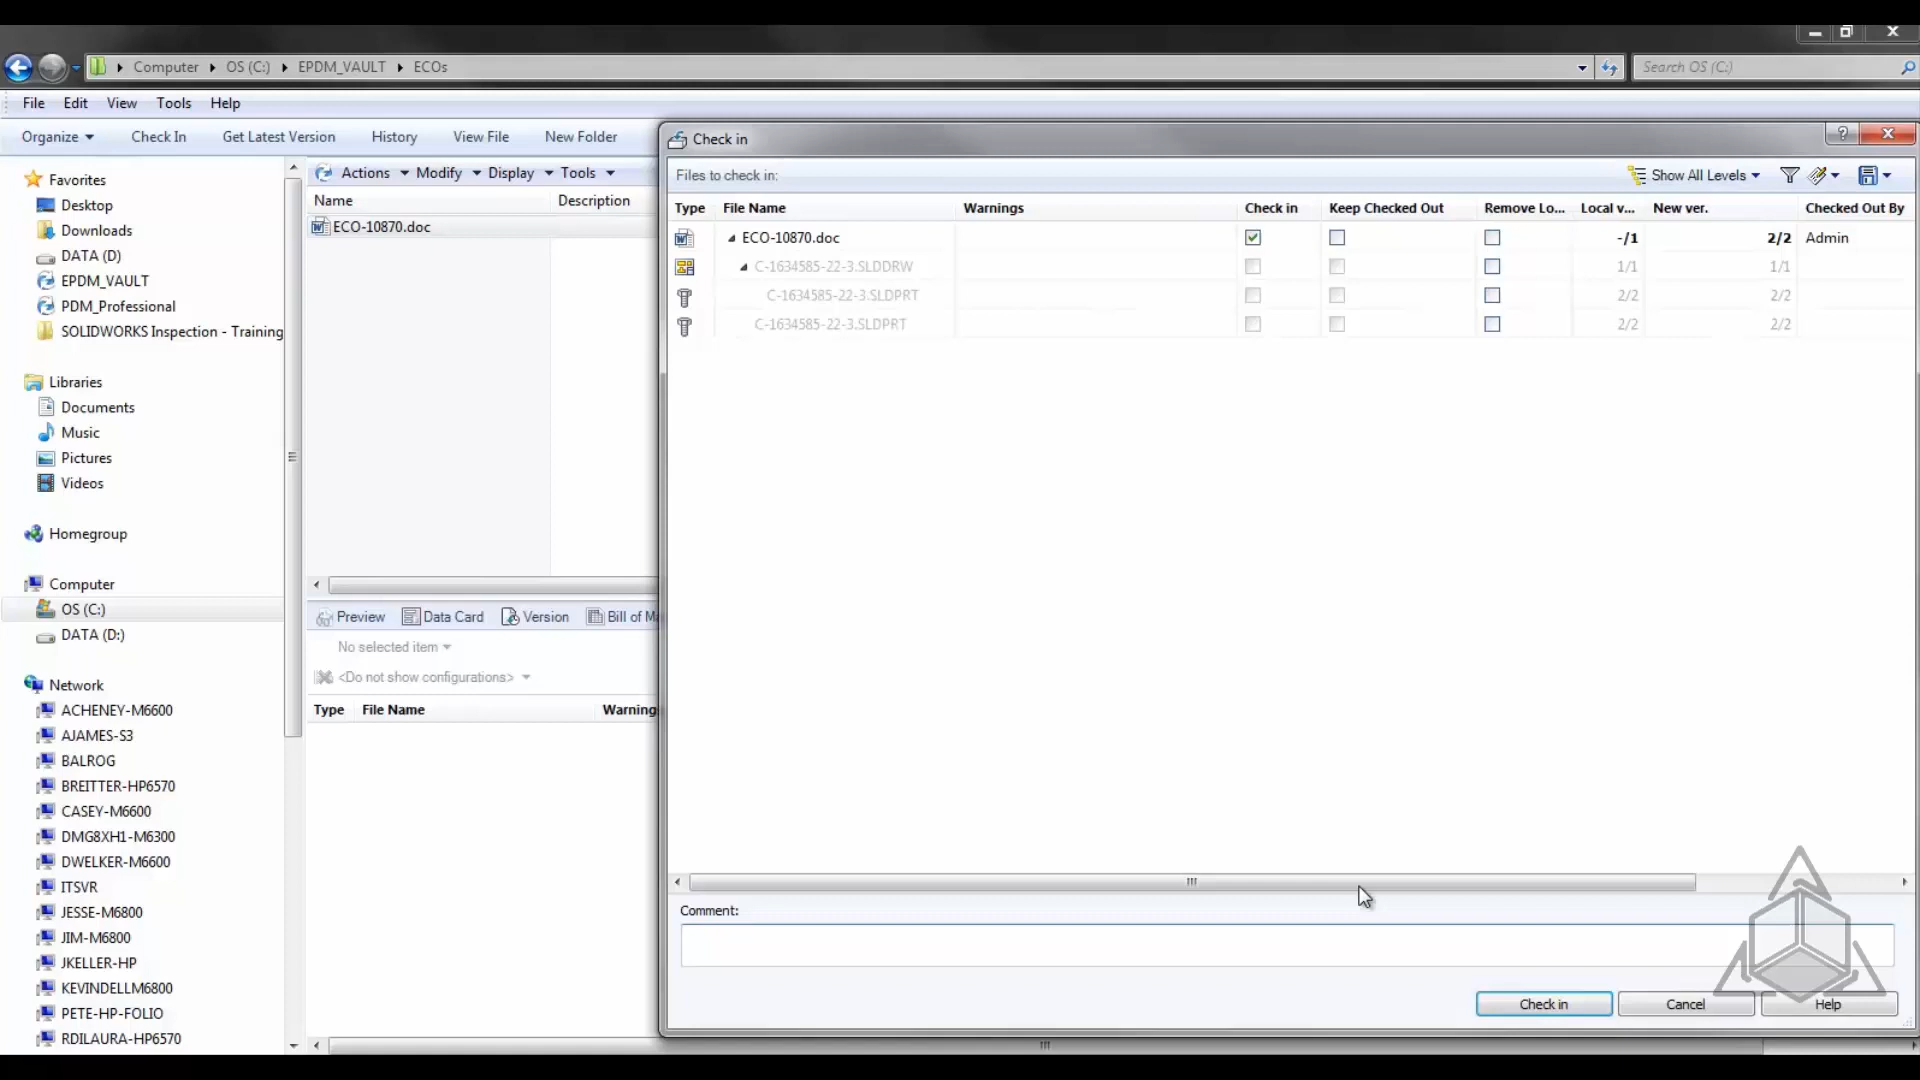 Computer OS (C:) EPDM_VAULT ECOs
Search OS (C:)
File Edit View Tools Help
Organize Check In Get Latest Version History View File New Folder
Favorites
Desktop
Downloads
DATA (D)
EPDM_VAULT
PDM_Professional
SOLIDWORKS Inspection - Training
Libraries
Documents
Music
Pictures
Videos
Homegroup
Computer
OS (C:)
DATA (D:)
Network
ACHENEY-M6600
AJAMES-S3
BALROG
BREITTER-HP6570
CASEY-M6600
DMG8XH1-M6300
DWELKER-M6600
ITSVR
JESSE-M6800
JIM-M6800
JKELLER-HP
KEVINDELLM6800
PETE-HP-FOLIO
RDILAURA-HP6570
Actions Modify Display Tools
Name Description
ECO-10870.doc
Preview Data Card Version Bill of Ma
No selected item
<Do not show configurations>
Type File Name Warning
Check in
Files to check in:
Show All Levels
Type File Name Warnings Check in Keep Checked Out Remove Lo... Local v... New ver. Checked Out By
ECO-10870.doc -/1 2/2 Admin
C-1634585-22-3.SLDDRW 1/1 1/1
C-1634585-22-3.SLDPRT 2/2 2/2
C-1634585-22-3.SLDPRT 2/2 2/2
Comment:
Check in Cancel Help